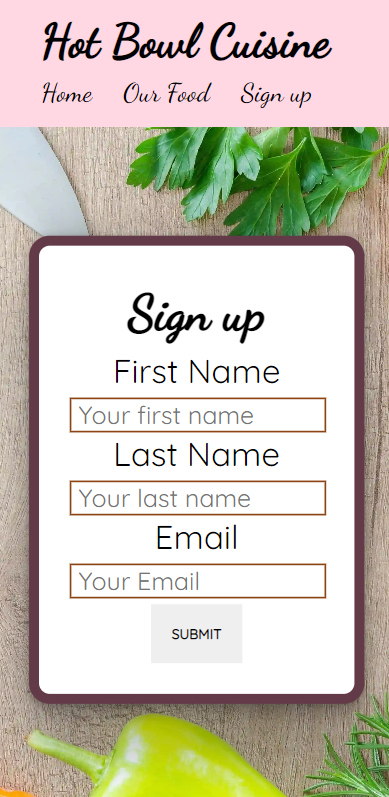 Hot Bowl Cuisine
Home Our Food Sign up
Sign up
First Name
Your first name
Last Name
Your last name
Email
Your Email
SUBMIT